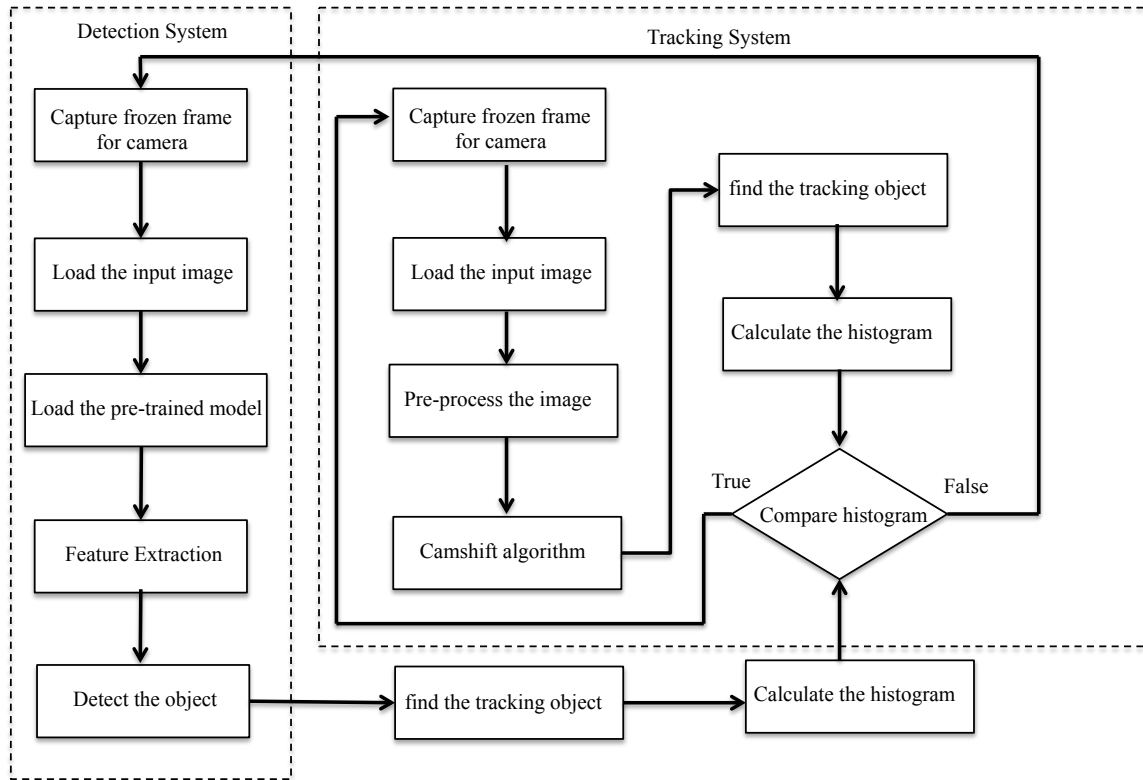 Detection System
Capture frozen frame
for camera
Load the input image
Load the pre-trained model
Feature Extraction
Detect the object
Tracking System
Capture frozen frame
for camera
Load the input image
Pre-process the image
Camshift algorithm
find the tracking object
Calculate the histogram
True
False
Compare histogram
find the tracking object
Calculate the histogram